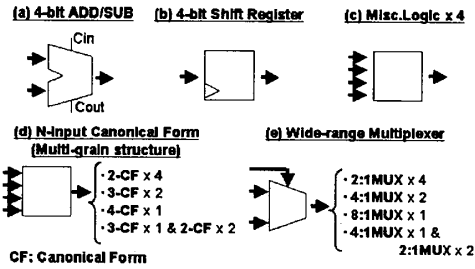 (a) 4-bit ADD/SUB
(b) 4-bit Shift Register
(c) Misc.Logic x 4
Cin
Cout
(d) N-input Canonical Form
(Multi-grain structure)
· 2-CF x 4
· 3-CF x 2
· 4-CF x 1
· 3-CF x 1 & 2-CF x 2
CF: Canonical Form
(e) Wide-range Multiplexer
· 2:1MUX x 4
· 4:1MUX x 2
· 8:1MUX x 1
· 4:1MUX x 1 &
2:1MUX x 2